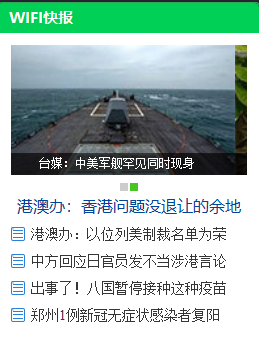 WIFI快报
台媒：中美军舰罕见同时现身
港澳办：香港问题没退让的余地
港澳办：以位列美制裁名单为荣
中方回应日官员发不当涉港言论
出事了！八国暂停接种这种疫苗
郑州1例新冠无症状感染者复阳